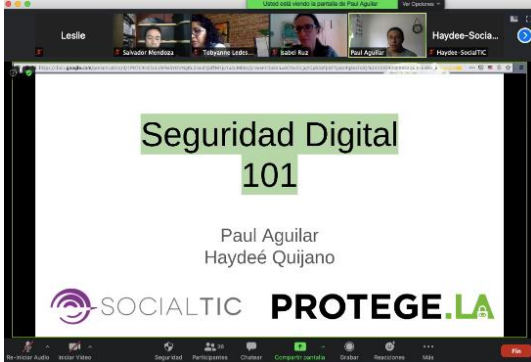 Usted está viendo la pantalla de Paul Aguilar
Ver Opciones
Leslie
Haydee-Socia...
Salvador Mendoza
Tobyanne Ledes...
Isabel Ruz
Paul Aguilar
Haydee-SocialTIC
Seguridad Digital
101
Paul Aguilar
Haydeé Quijano
SOCIALTIC
PROTEGE.LA
Re-iniciar Audio
Iniciar Video
Seguridad
Participantes
Chatear
Compartir pantalla
Grabar
Reacciones
Más
Fin